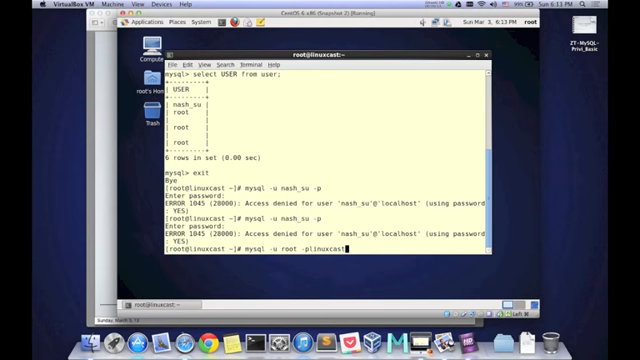 VirtualBox VM Machine View Devices Help
Sun 6:11 PM
CentOS 6 (Snapshot 2) [Running]
Applications Places System
Sun Mar 3, 6:13 PM root
Computer
root's Home
Trash
ZT-MySQL-
Privi_Basic
root@linuxcast:~
File Edit View Search Terminal Help
mysql> select USER from user;
+---------+
| USER |
+---------+
| nash_su |
| root |
| |
| root |
| |
| root |
+---------+
6 rows in set (0.00 sec)
mysql> exit
Bye
[root@linuxcast ~]# mysql -u nash_su -p
Enter password:
ERROR 1045 (28000): Access denied for user 'nash_su'@'localhost' (using password
: YES)
[root@linuxcast ~]# mysql -u nash_su -p
Enter password:
ERROR 1045 (28000): Access denied for user 'nash_su'@'localhost' (using password
: YES)
[root@linuxcast ~]# mysql -u root -plinuxcast
root@linuxcast:~
Left ⌘